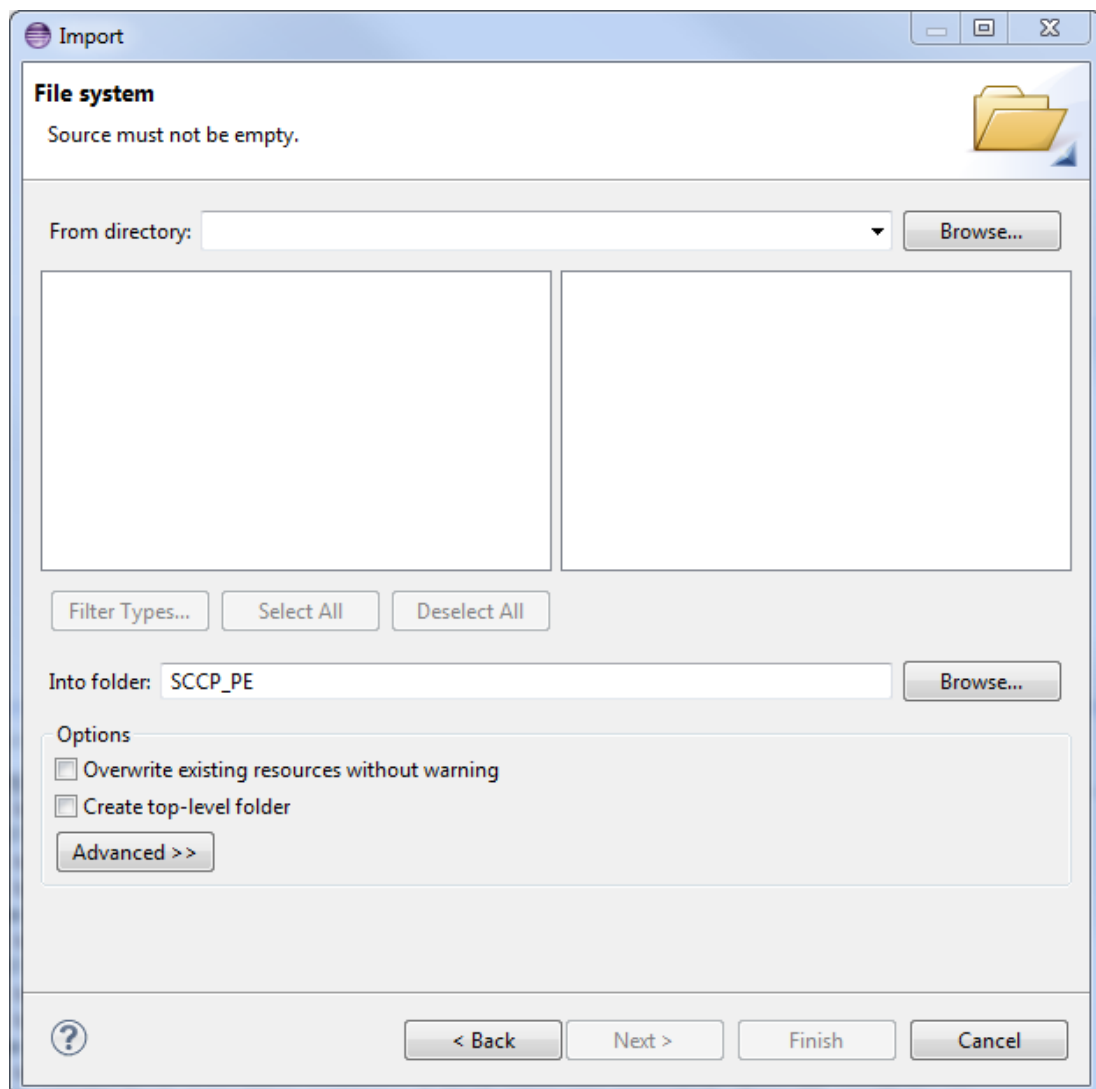 Import
File system
Source must not be empty.
From directory:
Browse...
Filter Types...
Select All
Deselect All
Into folder:
SCCP_PE
Browse...
Options
Overwrite existing resources without warning
Create top-level folder
Advanced >>
?
< Back
Next >
Finish
Cancel